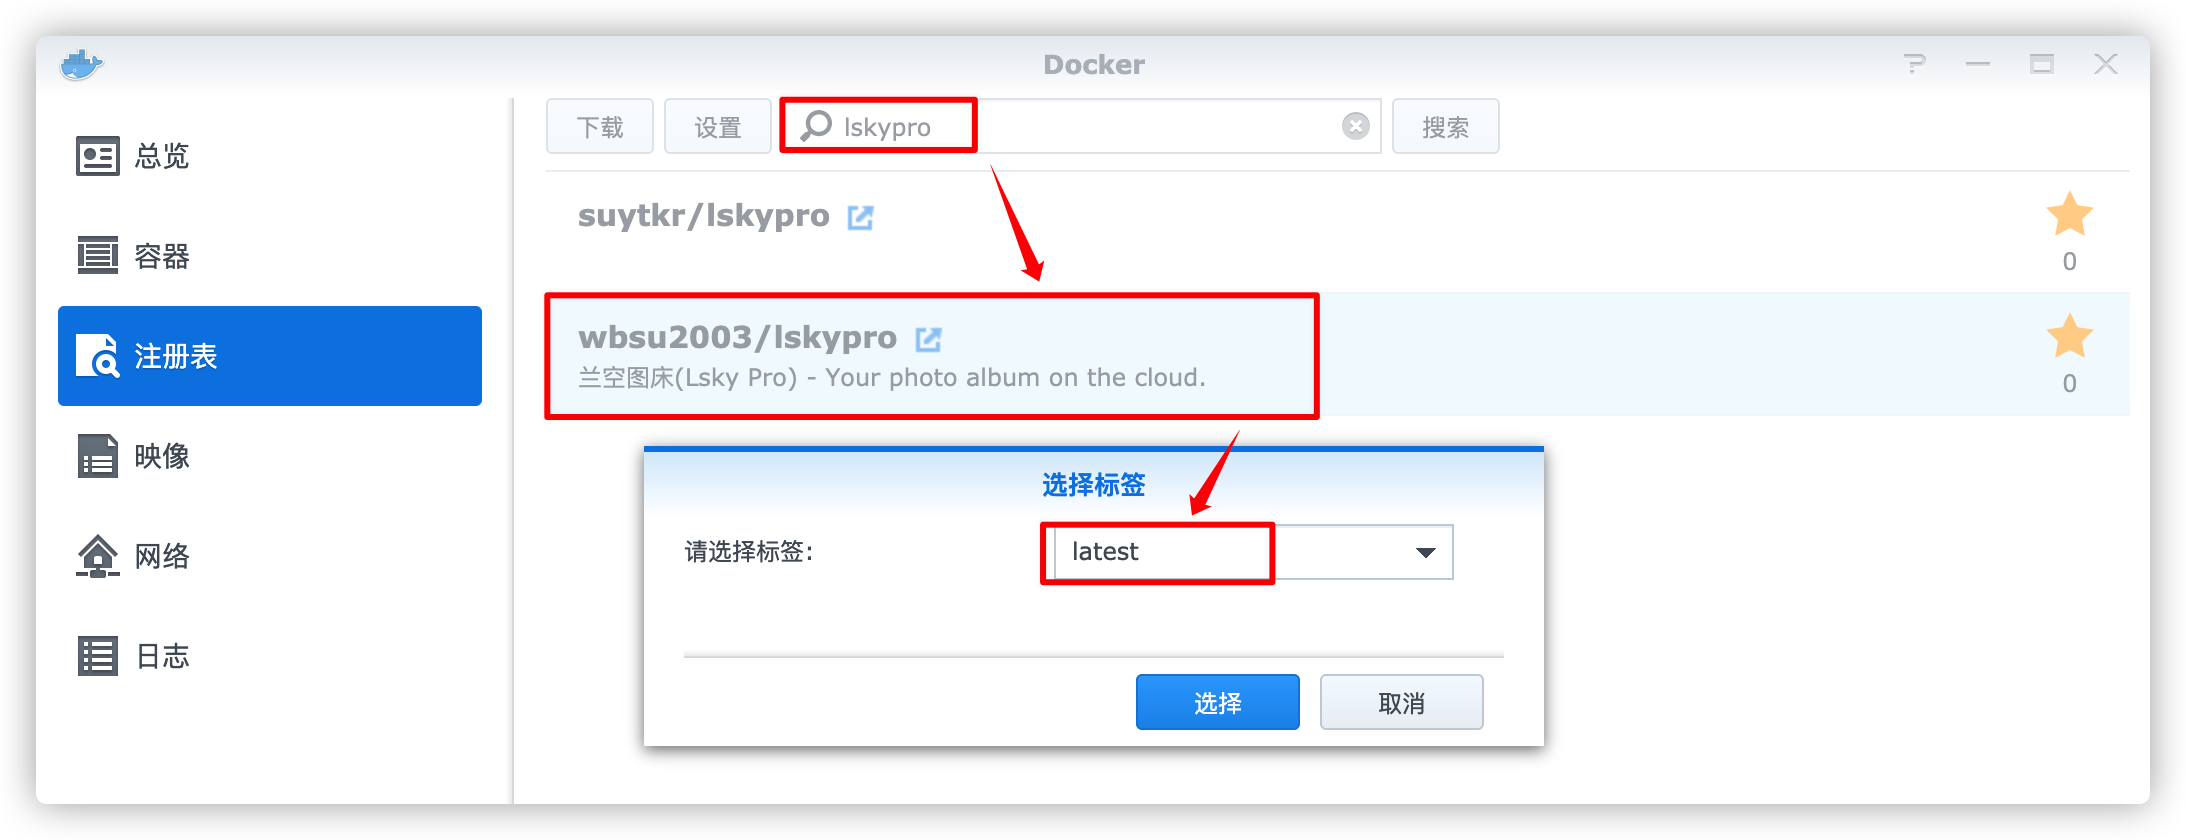 Docker
总览
容器
注册表
映像
网络
日志
下载
设置
lskypro
搜索
suytkr/lskypro
0
wbsu2003/lskypro
兰空图床(Lsky Pro) - Your photo album on the cloud.
0
选择标签
请选择标签:
latest
选择
取消